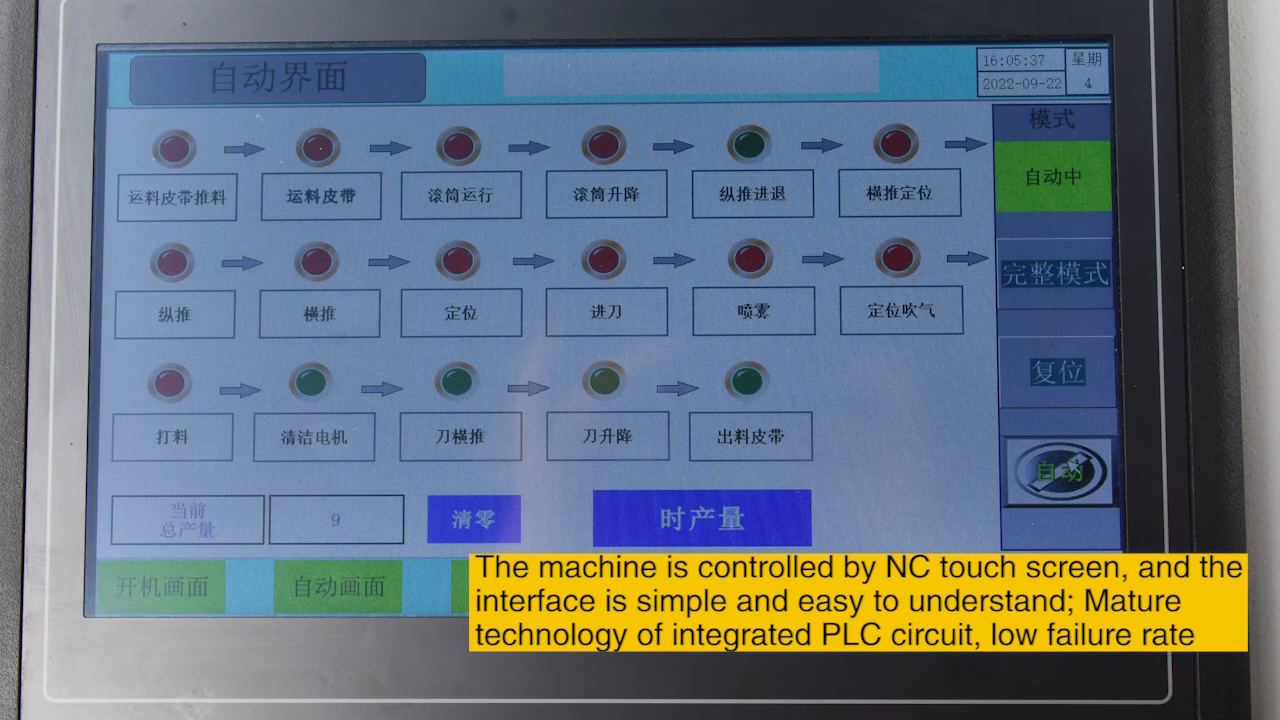 自动界面
16:05:37
星期
2022-09-22
4
模式
自动中
运料皮带推料
运料皮带
滚筒运行
滚筒升降
纵推进退
横推定位
完整模式
纵推
横推
定位
进刀
喷雾
定位吹气
复位
打料
清洁电机
刀横推
刀升降
出料皮带
自动
当前
总产量
9
清零
时产量
开机画面
自动画面
The machine is controlled by NC touch screen, and the
interface is simple and easy to understand; Mature
technology of integrated PLC circuit, low failure rate